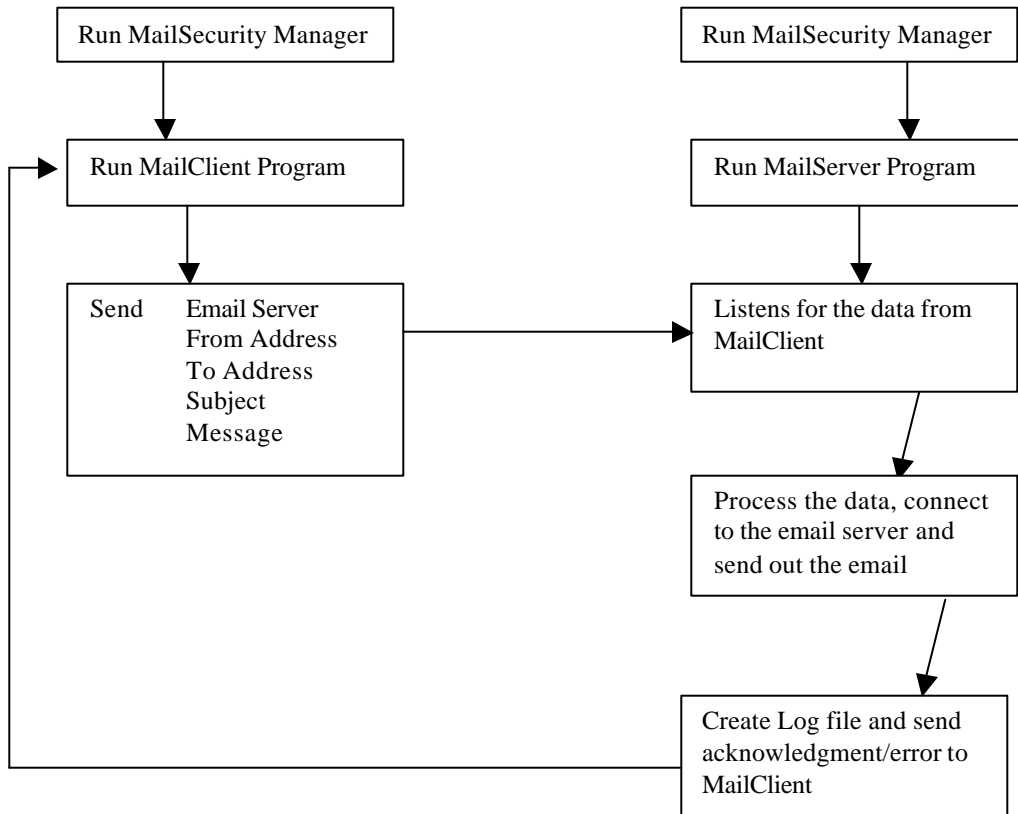 Run MailSecurity Manager
Run MailSecurity Manager
Run MailClient Program
Run MailServer Program
Send Email Server
From Address
To Address
Subject
Message
Listens for the data from
MailClient
Process the data, connect
to the email server and
send out the email
Create Log file and send
acknowledgment/error to
MailClient